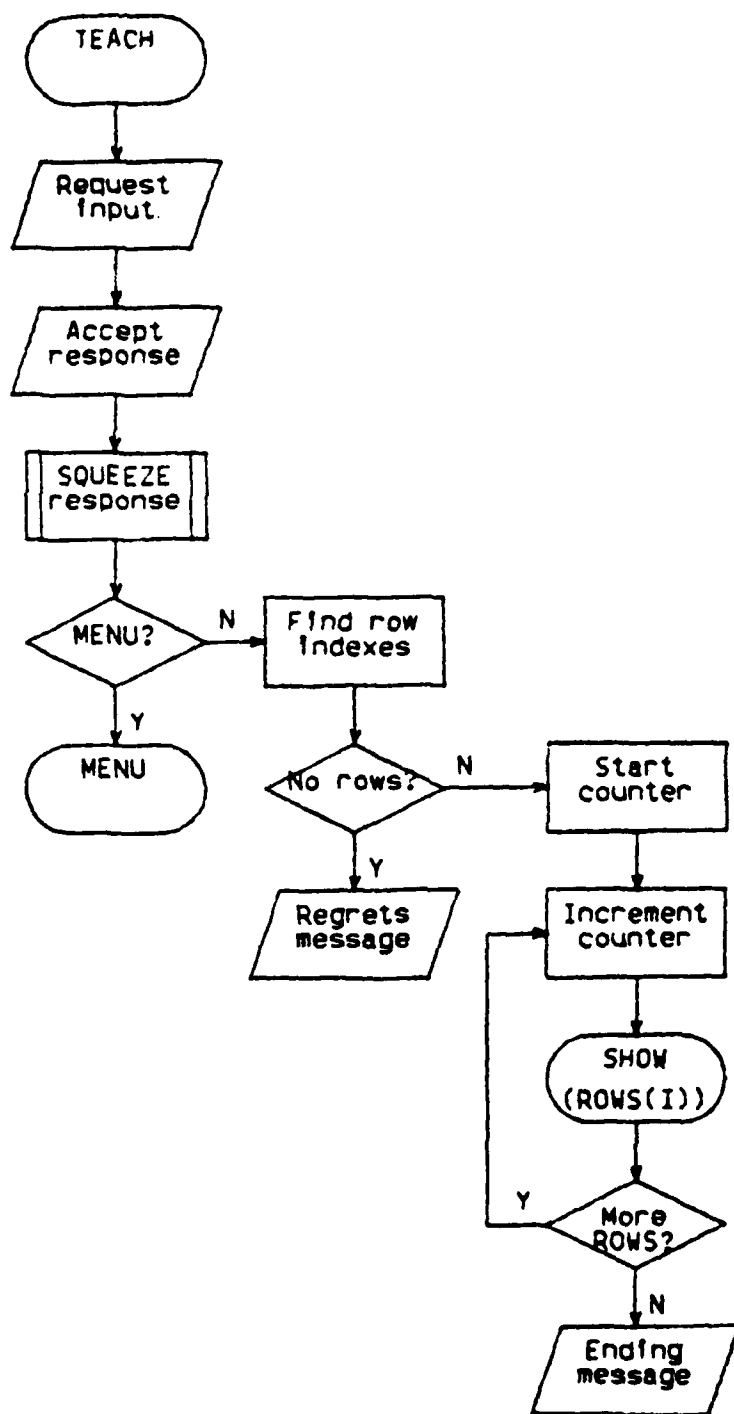 TEACH
Request
input.
Accept
response
SQUEEZE
response
MENU?
N
Y
MENU
Find row
indexes
No rows?
N
Y
Regrets
message
Start
counter
Increment
counter
SHOW
(ROWS(I))
More
ROWS?
Y
N
Ending
message